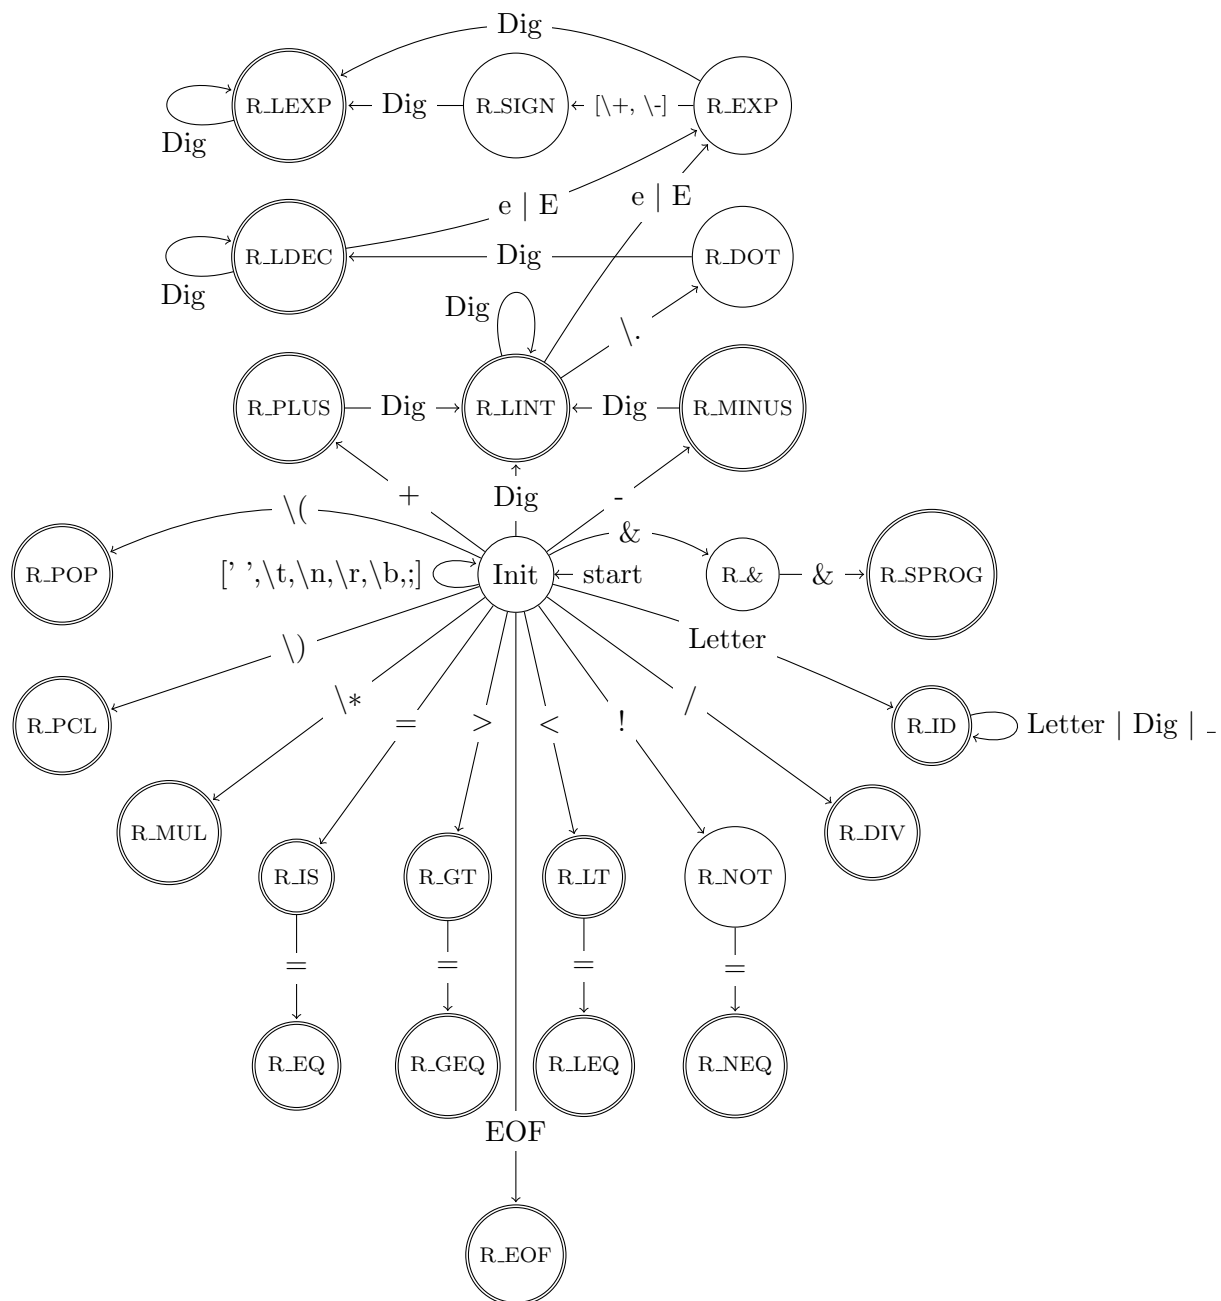 Dig
R_LEXP
Dig
R_SIGN
[\+, \-]
R_EXP
Dig
e | E
e | E
R_LDEC
Dig
R_DOT
Dig
Dig
\.
R_PLUS
Dig
R_LINT
Dig
R_MINUS
+
Dig
-
\(
&
R_POP
[' ',\t,\n,\r,\b,;]
Init
start
R_&
&
R_SPROG
\)
Letter
\*
=
>
<
!
/
R_PCL
R_ID
Letter | Dig | _
R_MUL
R_DIV
R_IS
R_GT
R_LT
R_NOT
=
=
=
=
R_EQ
R_GEQ
R_LEQ
R_NEQ
EOF
R_EOF